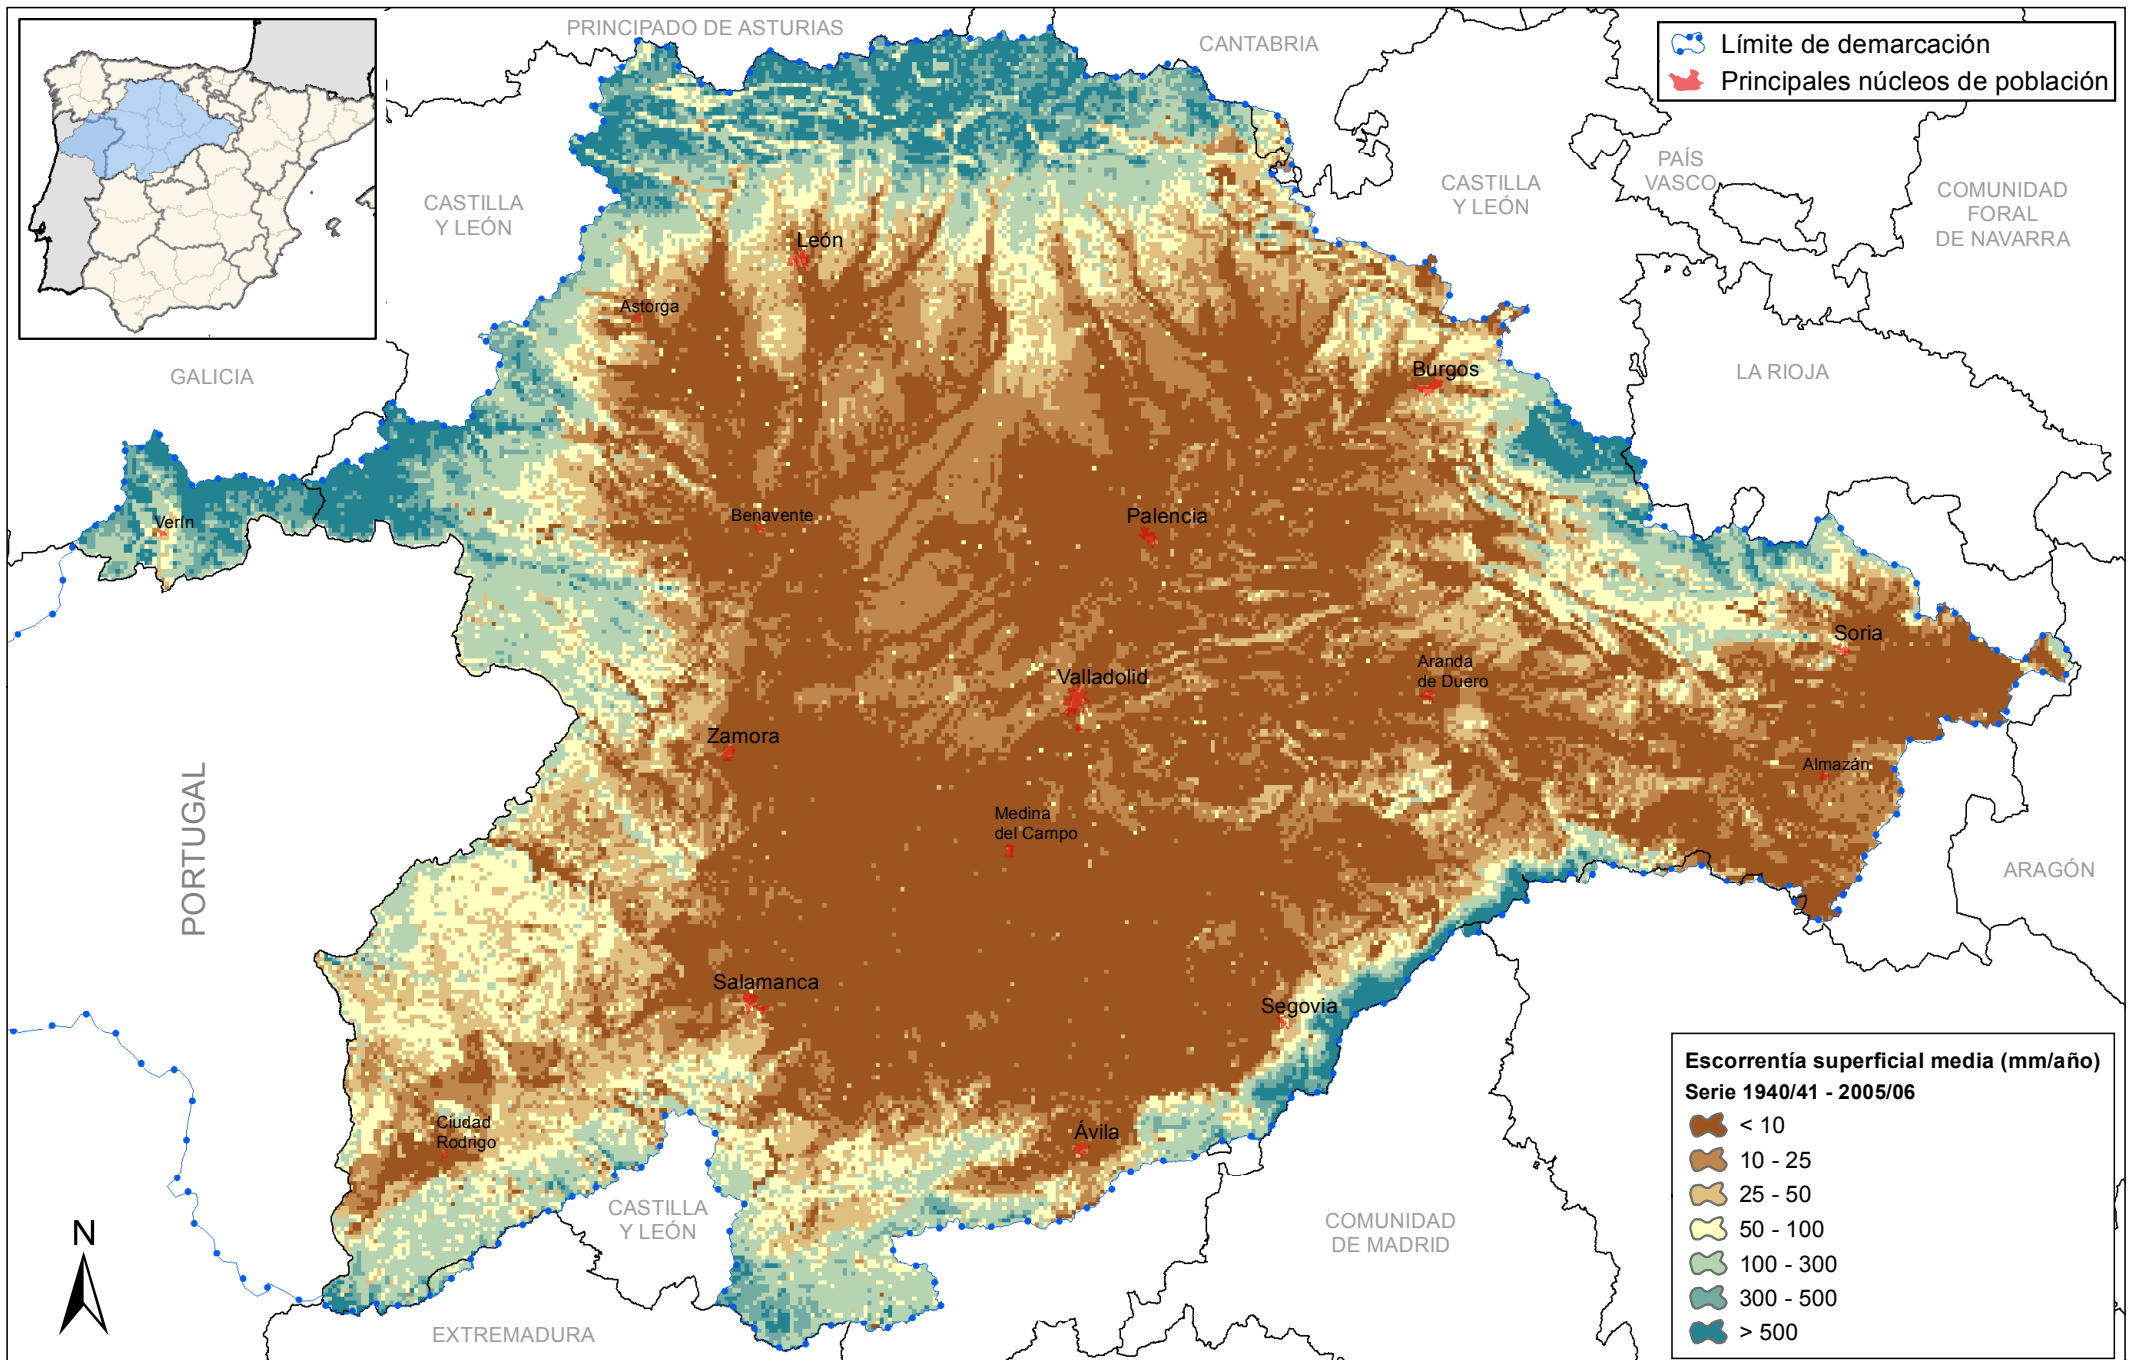 PRINCIPADO DE ASTURIAS
CANTABRIA
Límite de demarcación
Principales núcleos de población
CASTILLA
Y LEÓN
CASTILLA
Y LEÓN
PAÍS
VASCO
COMUNIDAD
FORAL
DE NAVARRA
León
Astorga
GALICIA
Burgos
LA RIOJA
Verín
Benavente
Palencia
Soria
Valladolid
Aranda
de Duero
Zamora
Almazán
PORTUGAL
Medina
del Campo
ARAGÓN
Salamanca
Segovia
Ciudad
Rodrigo
Ávila
CASTILLA
Y LEÓN
COMUNIDAD
DE MADRID
EXTREMADURA
N
Escorrentía superficial media (mm/año)
Serie 1940/41 - 2005/06
< 10
10 - 25
25 - 50
50 - 100
100 - 300
300 - 500
> 500